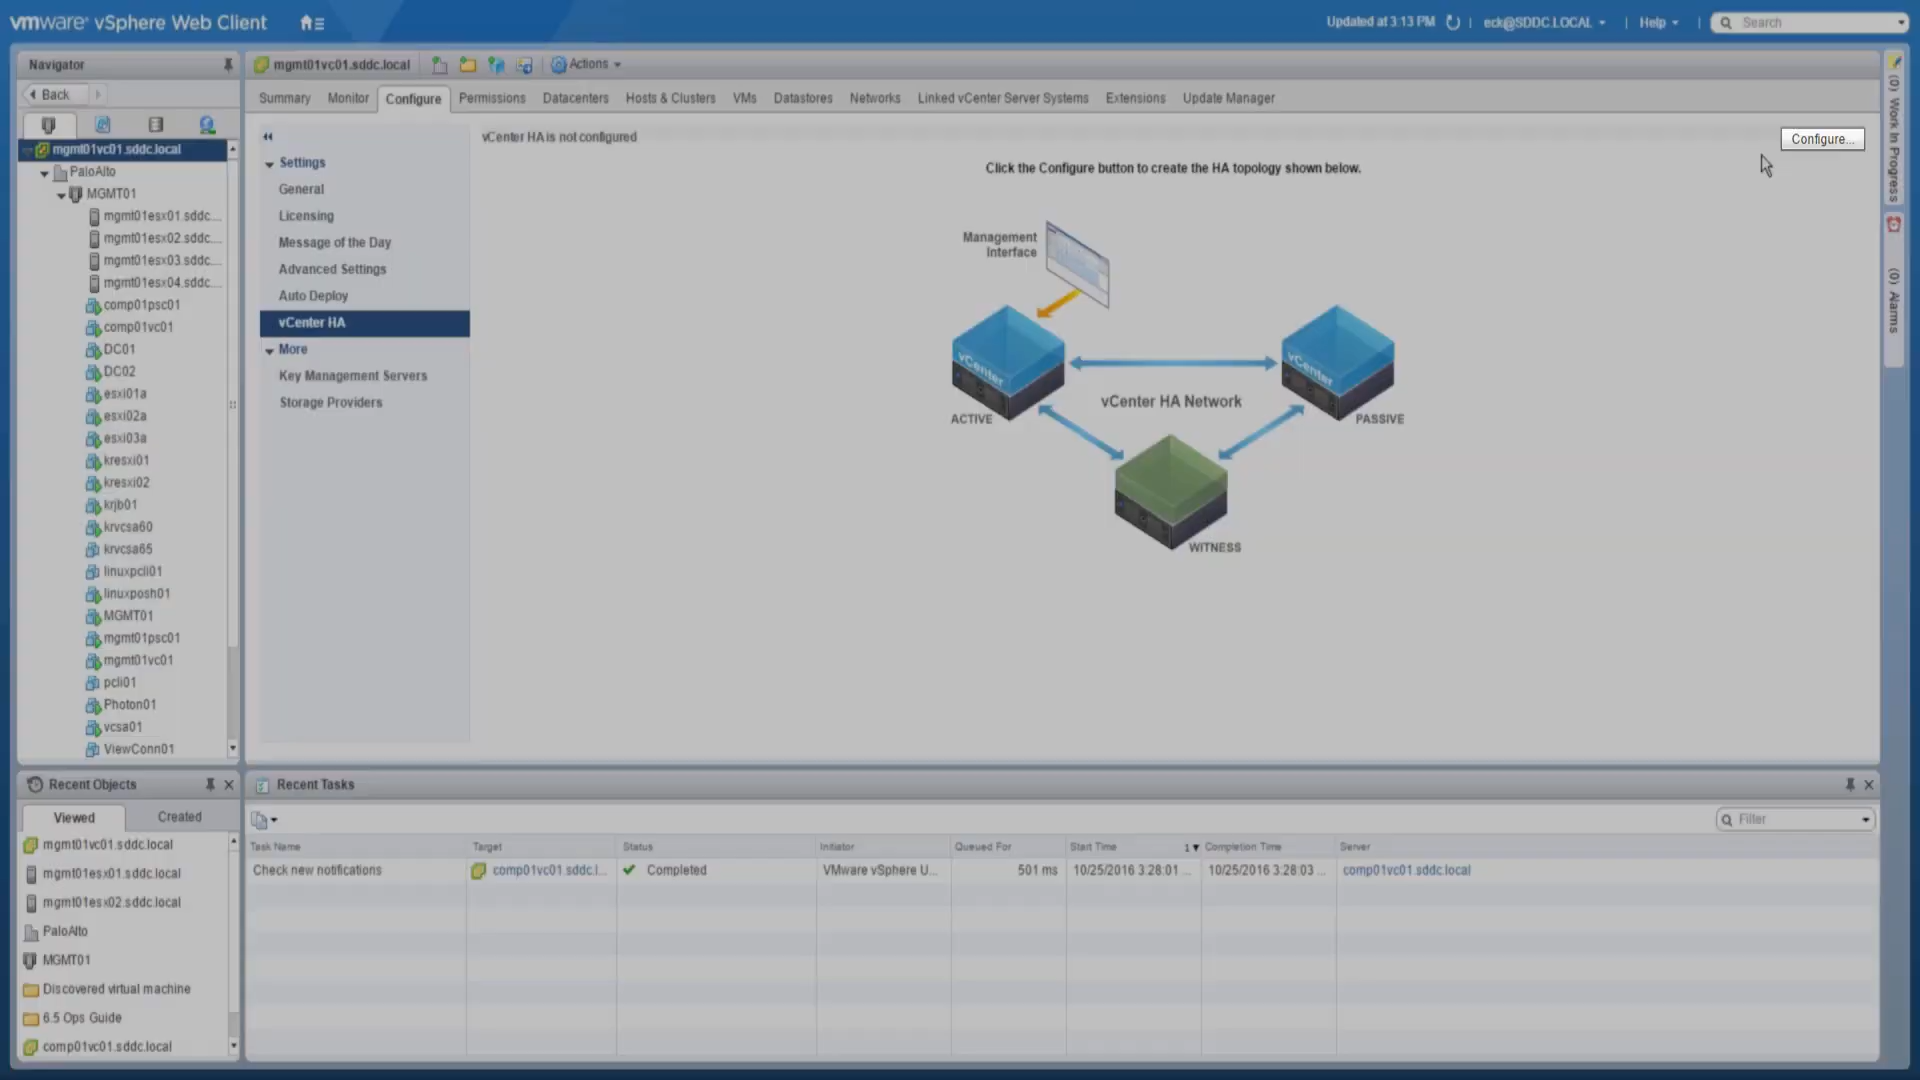 vmware® vSphere Web Client
Updated at 3:13 PM
eck@SDDC.LOCAL
Help
Search
Navigator
Back
mgmt01vc01.sddc.local
PaloAlto
MGMT01
mgmt01esx01.sddc....
mgmt01esx02.sddc....
mgmt01esx03.sddc....
mgmt01esx04.sddc....
comp01psc01
comp01vc01
DC01
DC02
esxi01a
esxi02a
esxi03a
kresxi01
kresxi02
krjb01
krvcsa60
krvcsa65
linuxpcli01
linuxposh01
MGMT01
mgmt01psc01
mgmt01vc01
pcli01
Photon01
vcsa01
ViewConn01
mgmt01vc01.sddc.local
Actions
Summary Monitor Configure Permissions Datacenters Hosts & Clusters VMs Datastores Networks Linked vCenter Server Systems Extensions Update Manager
Settings
General
Licensing
Message of the Day
Advanced Settings
Auto Deploy
vCenter HA
More
Key Management Servers
Storage Providers
vCenter HA is not configured
Configure...
Click the Configure button to create the HA topology shown below.
Management
Interface
vCenter
ACTIVE
vCenter HA Network
vCenter
PASSIVE
WITNESS
(0) Work In Progress
(0) Alarms
Recent Objects
Viewed Created
mgmt01vc01.sddc.local
mgmt01esx01.sddc.local
mgmt01esx02.sddc.local
PaloAlto
MGMT01
Discovered virtual machine
6.5 Ops Guide
comp01vc01.sddc.local
Recent Tasks
Filter
Task Name Target Status Initiator Queued For Start Time 1 Completion Time Server
Check new notifications comp01vc01.sddc.l... Completed VMware vSphere U... 501 ms 10/25/2016 3:28:01 ... 10/25/2016 3:28:03 ... comp01vc01.sddc.local